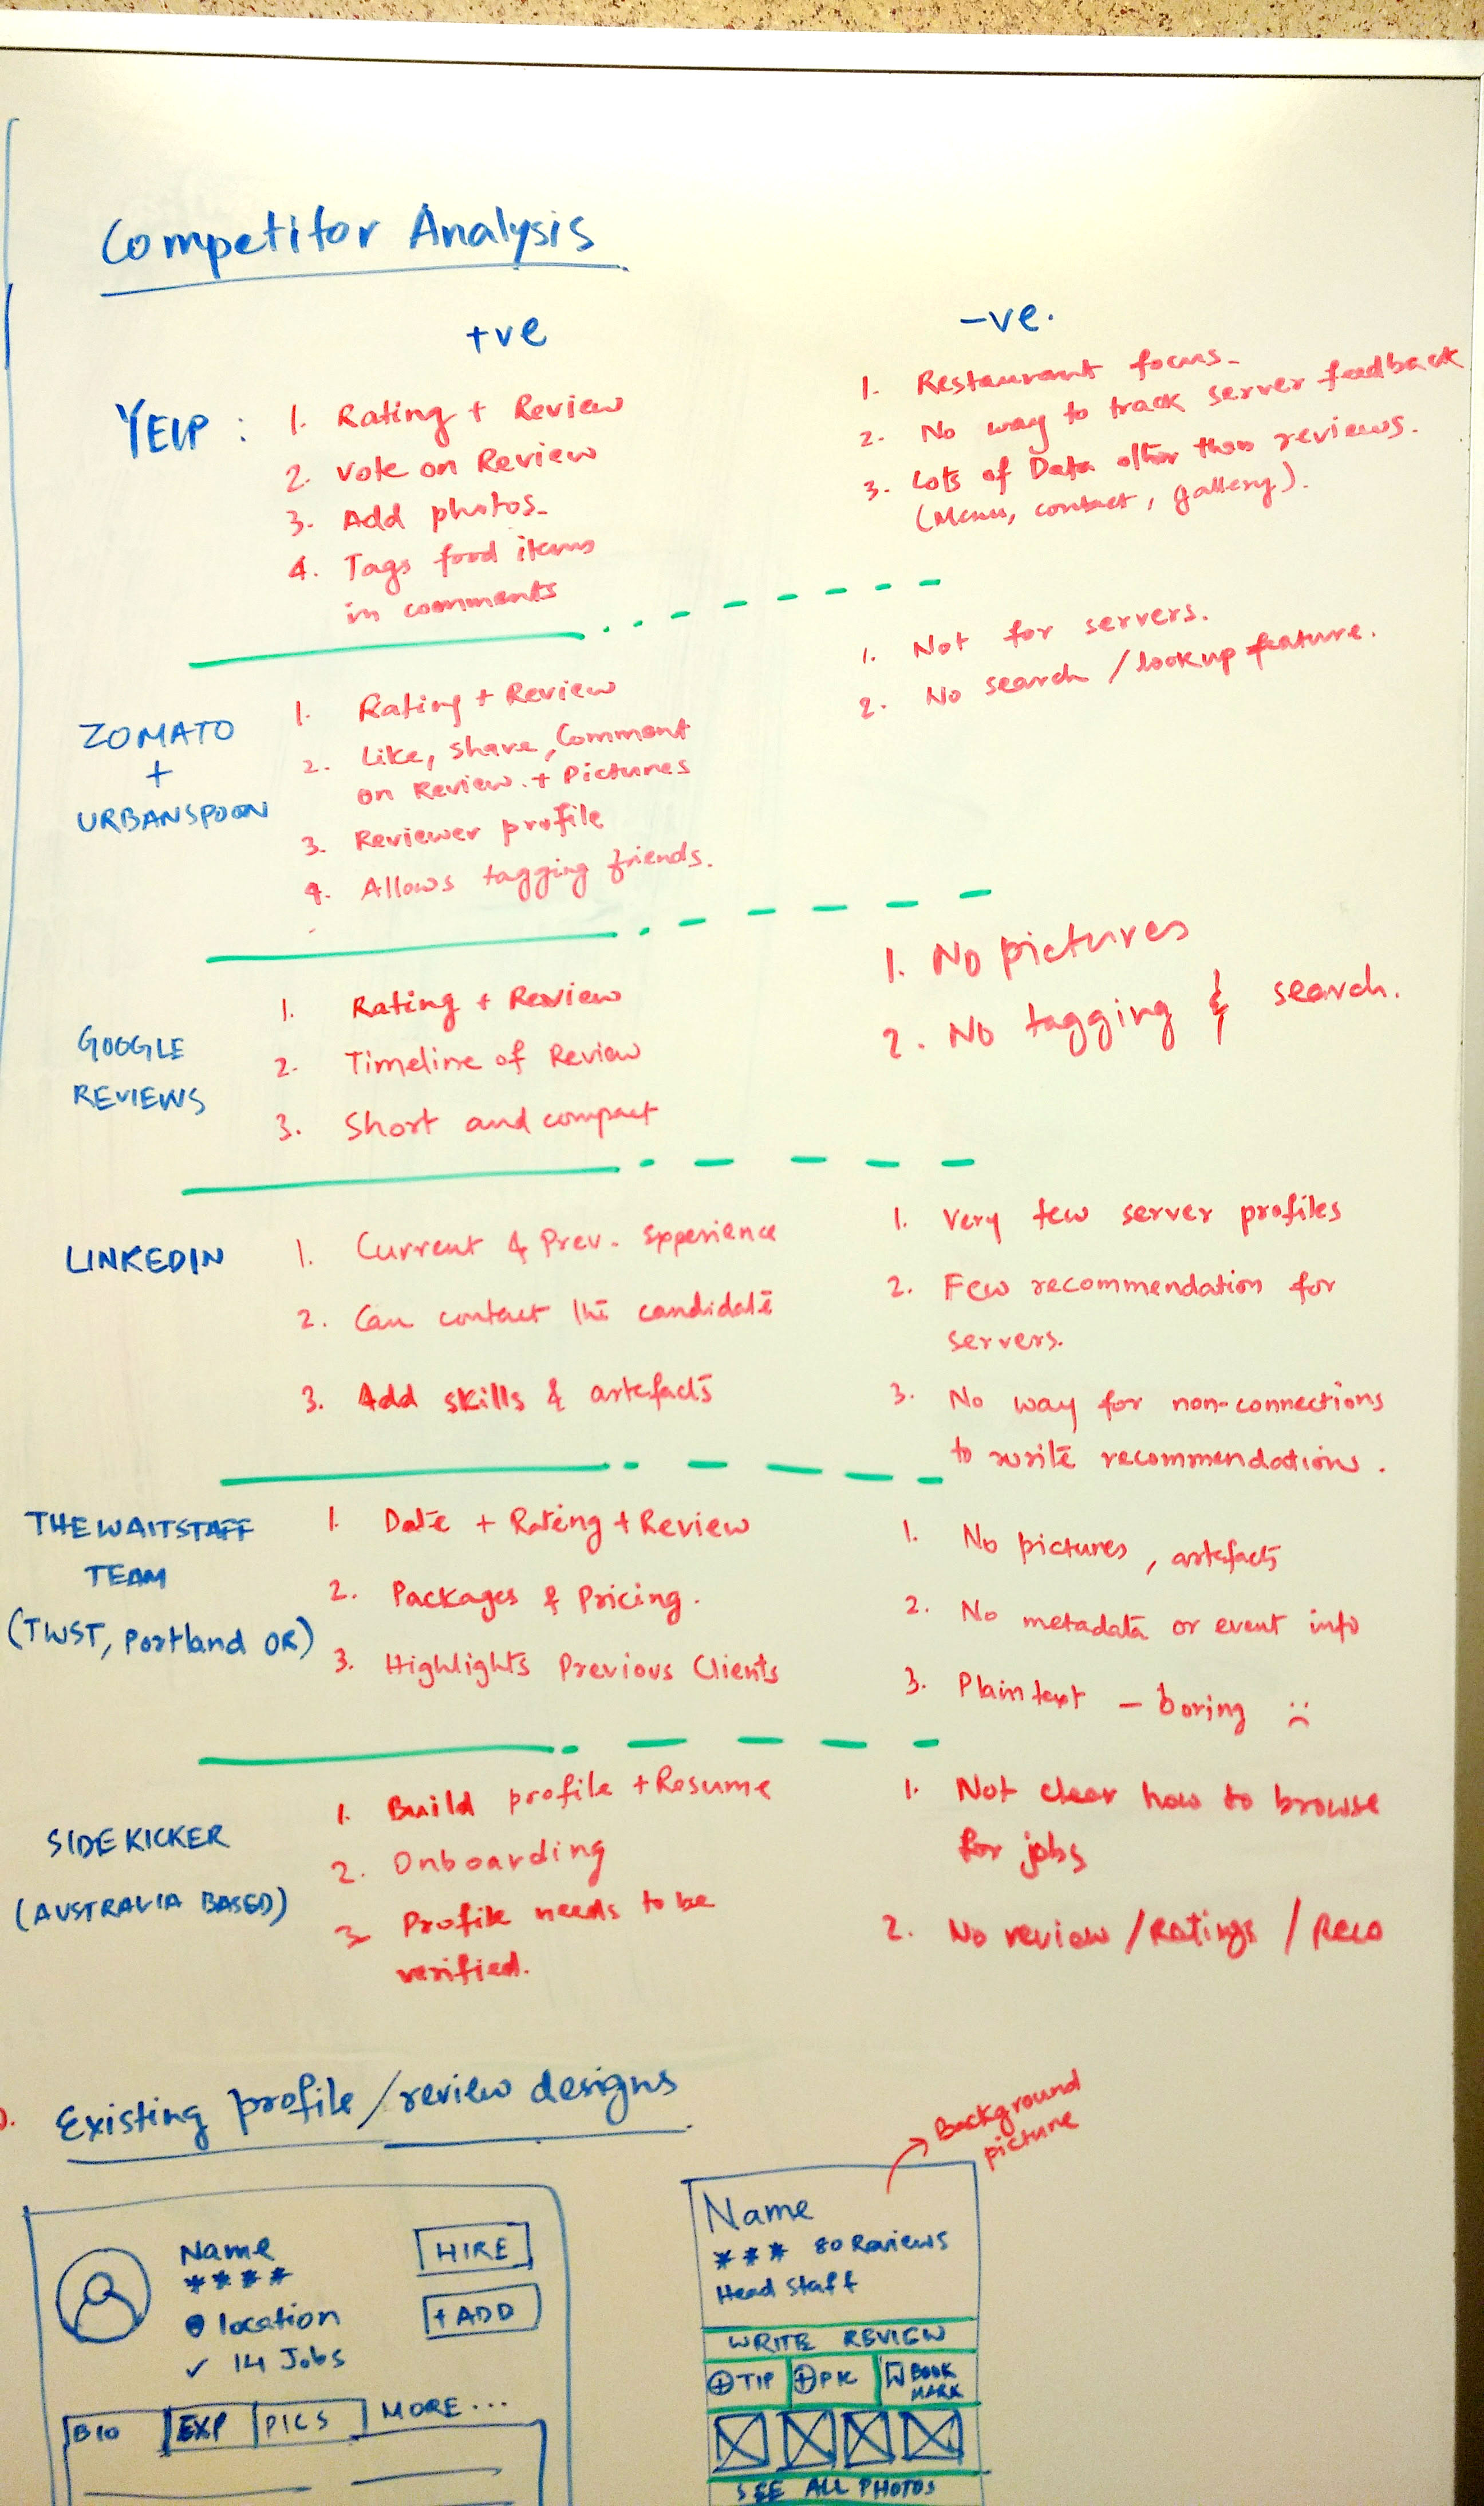 Competitor Analysis
+ve
-ve.
YELP :
1. Rating + Review
2. Vote on Review
3. Add photos.
4. Tags food items
in comments
1. Restaurant focus.
2. No way to track server feedback
3. Lots of Data other than reviews.
(Menu, contact, gallery).
ZOMATO
+
URBANSPOON
1. Rating + Review
2. Like, share, Comment
on Review. + Pictures
3. Reviewer profile
4. Allows tagging friends.
1. Not for servers.
2. No search / lookup feature.
GOOGLE
REVIEWS
1. Rating + Review
2. Timeline of Review
3. Short and compact
1. No pictures
2. No tagging & search.
LINKEDIN
1. Current & Prev. Experience
2. Can contact the candidate
3. Add skills & artefacts
1. Very few server profiles
2. Few recommendation for
servers.
3. No way for non-connections
to write recommendations.
THEWAITSTAFF
TEAM
(TWST, Portland OR)
1. Date + Rating + Review
2. Packages & Pricing.
3. Highlights Previous Clients
1. No pictures, artefacts
2. No metadata or event info
3. Plain text - boring :(
SIDEKICKER
(AUSTRALIA BASED)
1. Build profile + Resume
2. Onboarding
3. Profile needs to be
verified.
1. Not clear how to browse
for jobs
2. No review / Ratings / Reco
Existing profile/review designs
Name
****
location
✓ 14 Jobs
HIRE
+ ADD
BIO EXP PICS MORE...
Background
picture
Name
*** 80 Reviews
Head Staff
WRITE REVIEW
+ TIP
+ PIC
BOOK
MARK
SEE ALL PHOTOS